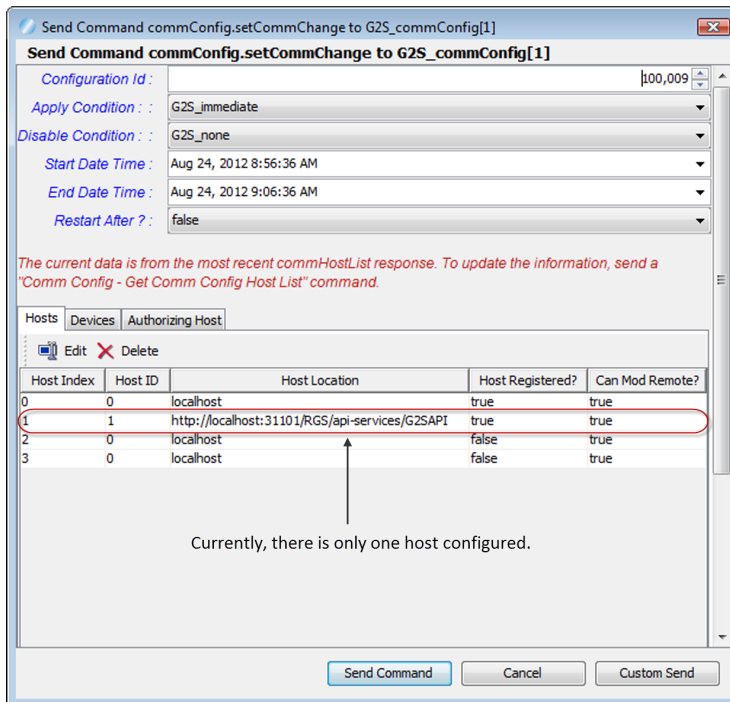 Send Command commConfig.setCommChange to G2S_commConfig[1]
Send Command commConfig.setCommChange to G2S_commConfig[1]
Configuration Id : 100,009
Apply Condition : : G2S_immediate
Disable Condition : : G2S_none
Start Date Time : Aug 24, 2012 8:56:36 AM
End Date Time : Aug 24, 2012 9:06:36 AM
Restart After ? : false
The current data is from the most recent commHostList response. To update the information, send a
"Comm Config - Get Comm Config Host List" command.
Hosts Devices Authorizing Host
Edit Delete
Host Index Host ID Host Location Host Registered? Can Mod Remote?
0 0 localhost true true
1 1 http://localhost:31101/RGS/api-services/G2SAPI true true
2 0 localhost false true
3 0 localhost false true
Currently, there is only one host configured.
Send Command Cancel Custom Send